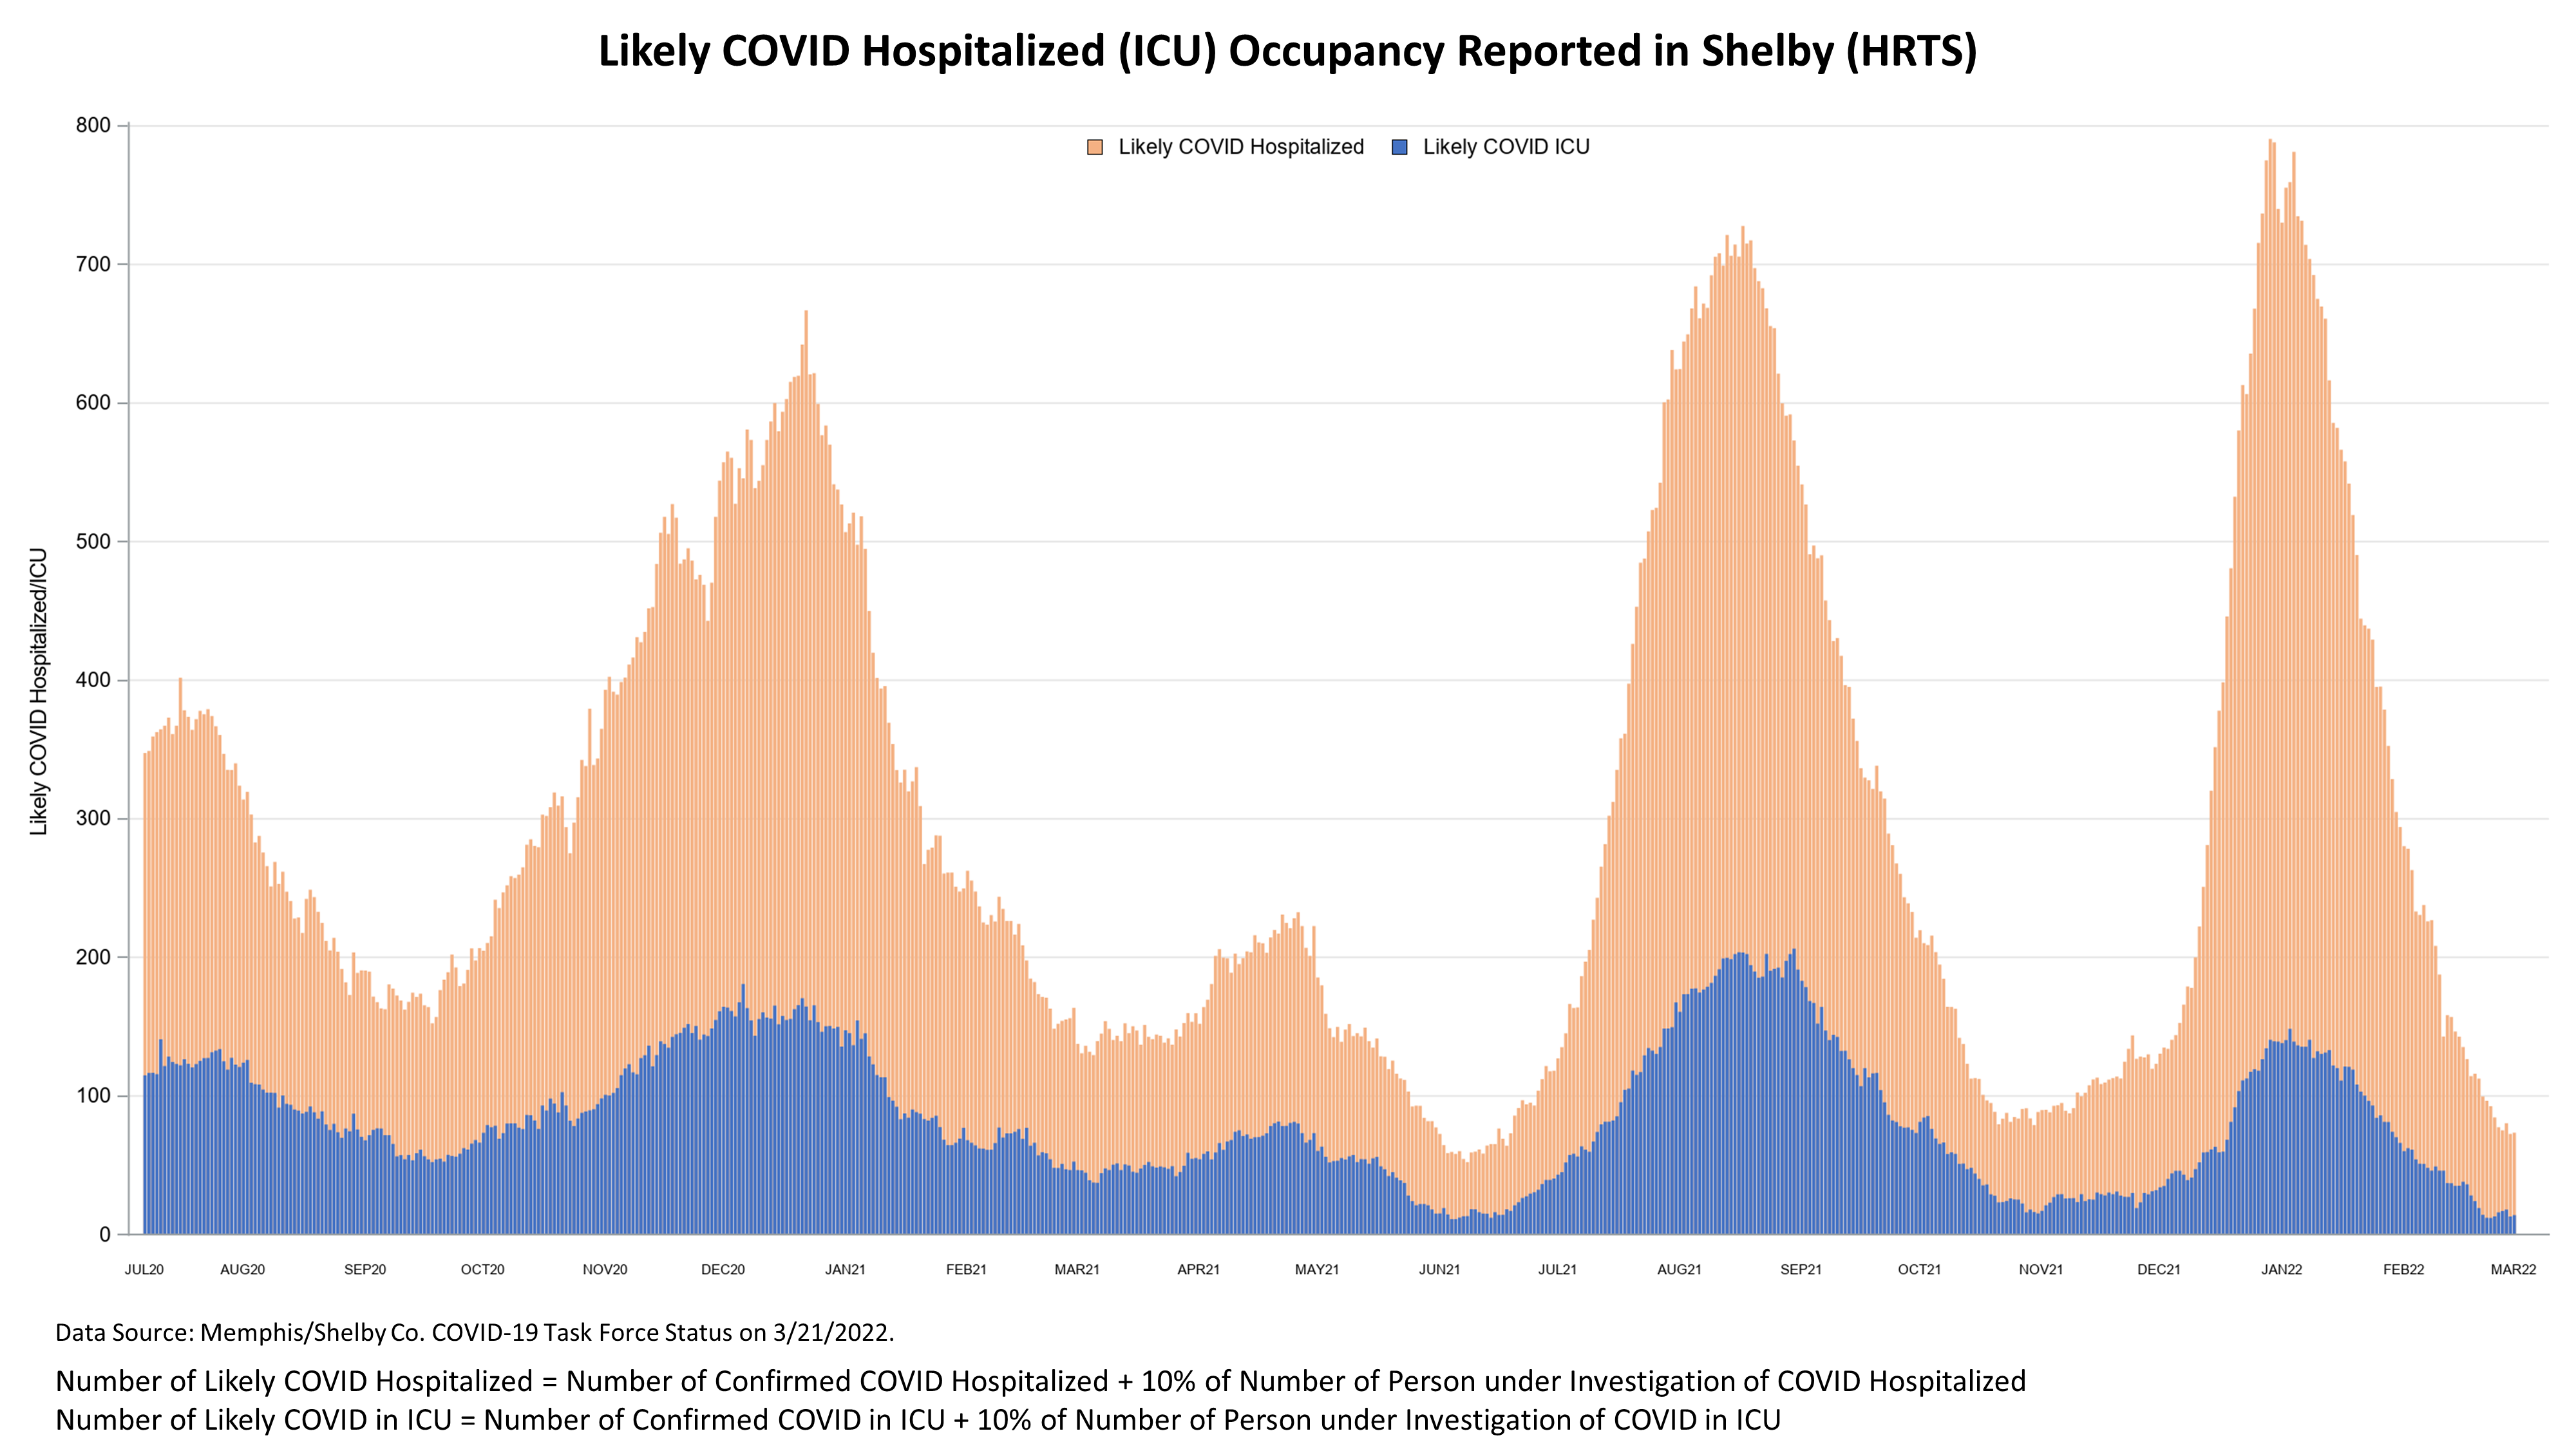 Likely COVID Hospitalized (ICU) Occupancy Reported in Shelby (HRTS)
Likely COVID Hospitalized Likely COVID ICU
Likely COVID Hospitalized/ICU
800
700
600
500
400
300
200
100
0
JUL20 AUG20 SEP20 OCT20 NOV20 DEC20 JAN21 FEB21 MAR21 APR21 MAY21 JUN21 JUL21 AUG21 SEP21 OCT21 NOV21 DEC21 JAN22 FEB22 MAR22
Data Source: Memphis/Shelby Co. COVID-19 Task Force Status on 3/21/2022.
Number of Likely COVID Hospitalized = Number of Confirmed COVID Hospitalized + 10% of Number of Person under Investigation of COVID Hospitalized
Number of Likely COVID in ICU = Number of Confirmed COVID in ICU + 10% of Number of Person under Investigation of COVID in ICU